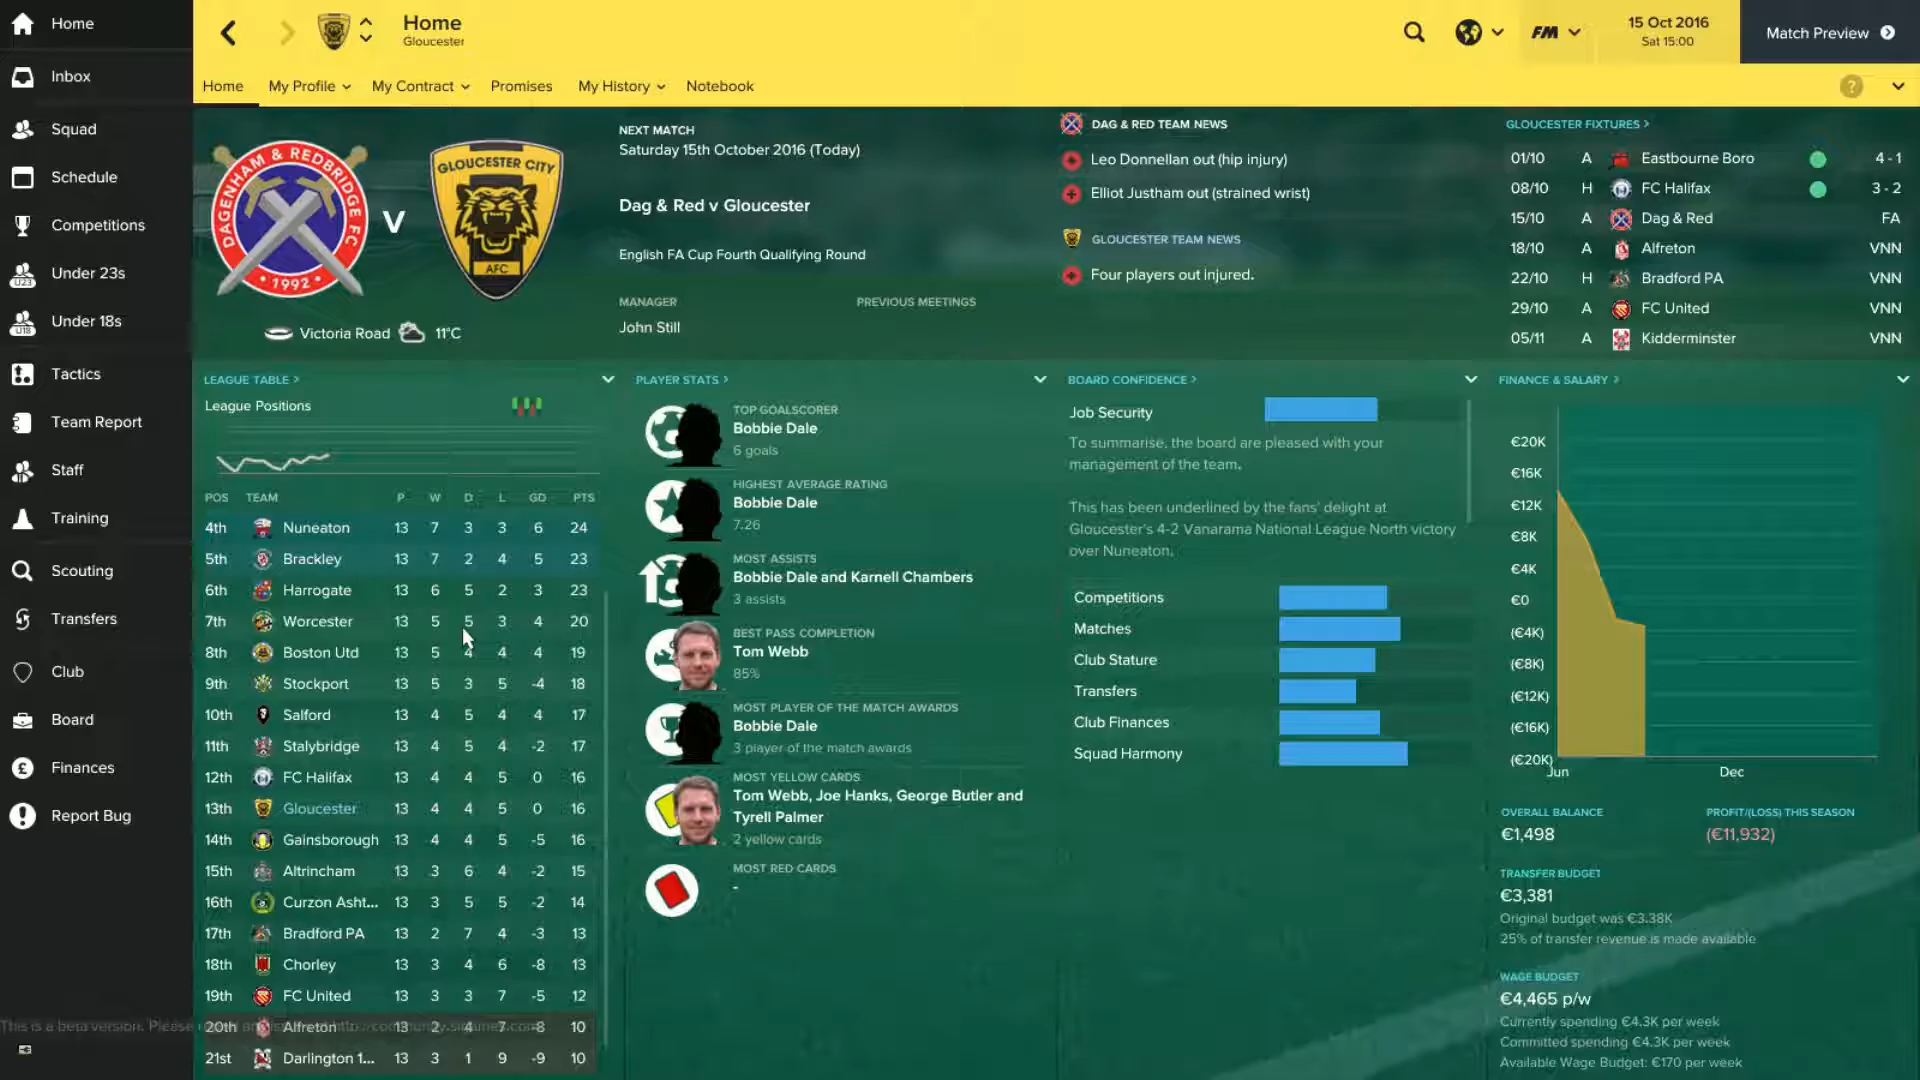 Home
Inbox
Squad
Schedule
Competitions
Under 23s
Under 18s
Tactics
Team Report
Staff
Training
Scouting
Transfers
Club
Board
Finances
Report Bug
Home
Gloucester
FM
15 Oct 2016
Sat 15:00
Match Preview
Home My Profile My Contract Promises My History Notebook ?
DAGENHAM & REDBRIDGE FC
1992
V
GLOUCESTER CITY
AFC
Victoria Road 11°C
NEXT MATCH
Saturday 15th October 2016 (Today)
Dag & Red v Gloucester
English FA Cup Fourth Qualifying Round
MANAGER PREVIOUS MEETINGS
John Still
DAG & RED TEAM NEWS
Leo Donnellan out (hip injury)
Elliot Justham out (strained wrist)
GLOUCESTER TEAM NEWS
Four players out injured.
GLOUCESTER FIXTURES >
01/10 A Eastbourne Boro 4 - 1
08/10 H FC Halifax 3 - 2
15/10 A Dag & Red FA
18/10 A Alfreton VNN
22/10 H Bradford PA VNN
29/10 A FC United VNN
05/11 A Kidderminster VNN
LEAGUE TABLE >
League Positions
POS TEAM P W D L GD PTS
4th Nuneaton 13 7 3 3 6 24
5th Brackley 13 7 2 4 5 23
6th Harrogate 13 6 5 2 3 23
7th Worcester 13 5 5 3 4 20
8th Boston Utd 13 5 4 4 4 19
9th Stockport 13 5 3 5 -4 18
10th Salford 13 4 5 4 4 17
11th Stalybridge 13 4 5 4 -2 17
12th FC Halifax 13 4 4 5 0 16
13th Gloucester 13 4 4 5 0 16
14th Gainsborough 13 4 4 5 -5 16
15th Altrincham 13 3 6 4 -2 15
16th Curzon Asht... 13 3 5 5 -2 14
17th Bradford PA 13 2 7 4 -3 13
18th Chorley 13 3 4 6 -8 13
19th FC United 13 3 3 7 -5 12
20th Alfreton 13 2 4 7 -8 10
21st Darlington 1... 13 3 1 9 -9 10
This is a beta version. Please
PLAYER STATS >
TOP GOALSCORER
Bobbie Dale
6 goals
HIGHEST AVERAGE RATING
Bobbie Dale
7.26
MOST ASSISTS
Bobbie Dale and Karnell Chambers
3 assists
BEST PASS COMPLETION
Tom Webb
85%
MOST PLAYER OF THE MATCH AWARDS
Bobbie Dale
3 player of the match awards
MOST YELLOW CARDS
Tom Webb, Joe Hanks, George Butler and
Tyrell Palmer
2 yellow cards
MOST RED CARDS
-
BOARD CONFIDENCE >
Job Security
To summarise, the board are pleased with your
management of the team.
This has been underlined by the fans' delight at
Gloucester's 4-2 Vanarama National League North victory
over Nuneaton.
Competitions
Matches
Club Stature
Transfers
Club Finances
Squad Harmony
FINANCE & SALARY >
€20K
€16K
€12K
€8K
€4K
€0
(€4K)
(€8K)
(€12K)
(€16K)
(€20K)
Jun Dec
OVERALL BALANCE PROFIT/(LOSS) THIS SEASON
€1,498 (€11,932)
TRANSFER BUDGET
€3,381
Original budget was €3.38K
25% of transfer revenue is made available
WAGE BUDGET
€4,465 p/w
Currently spending €4.3K per week
Committed spending €4.3K per week
Available Wage Budget: €170 per week